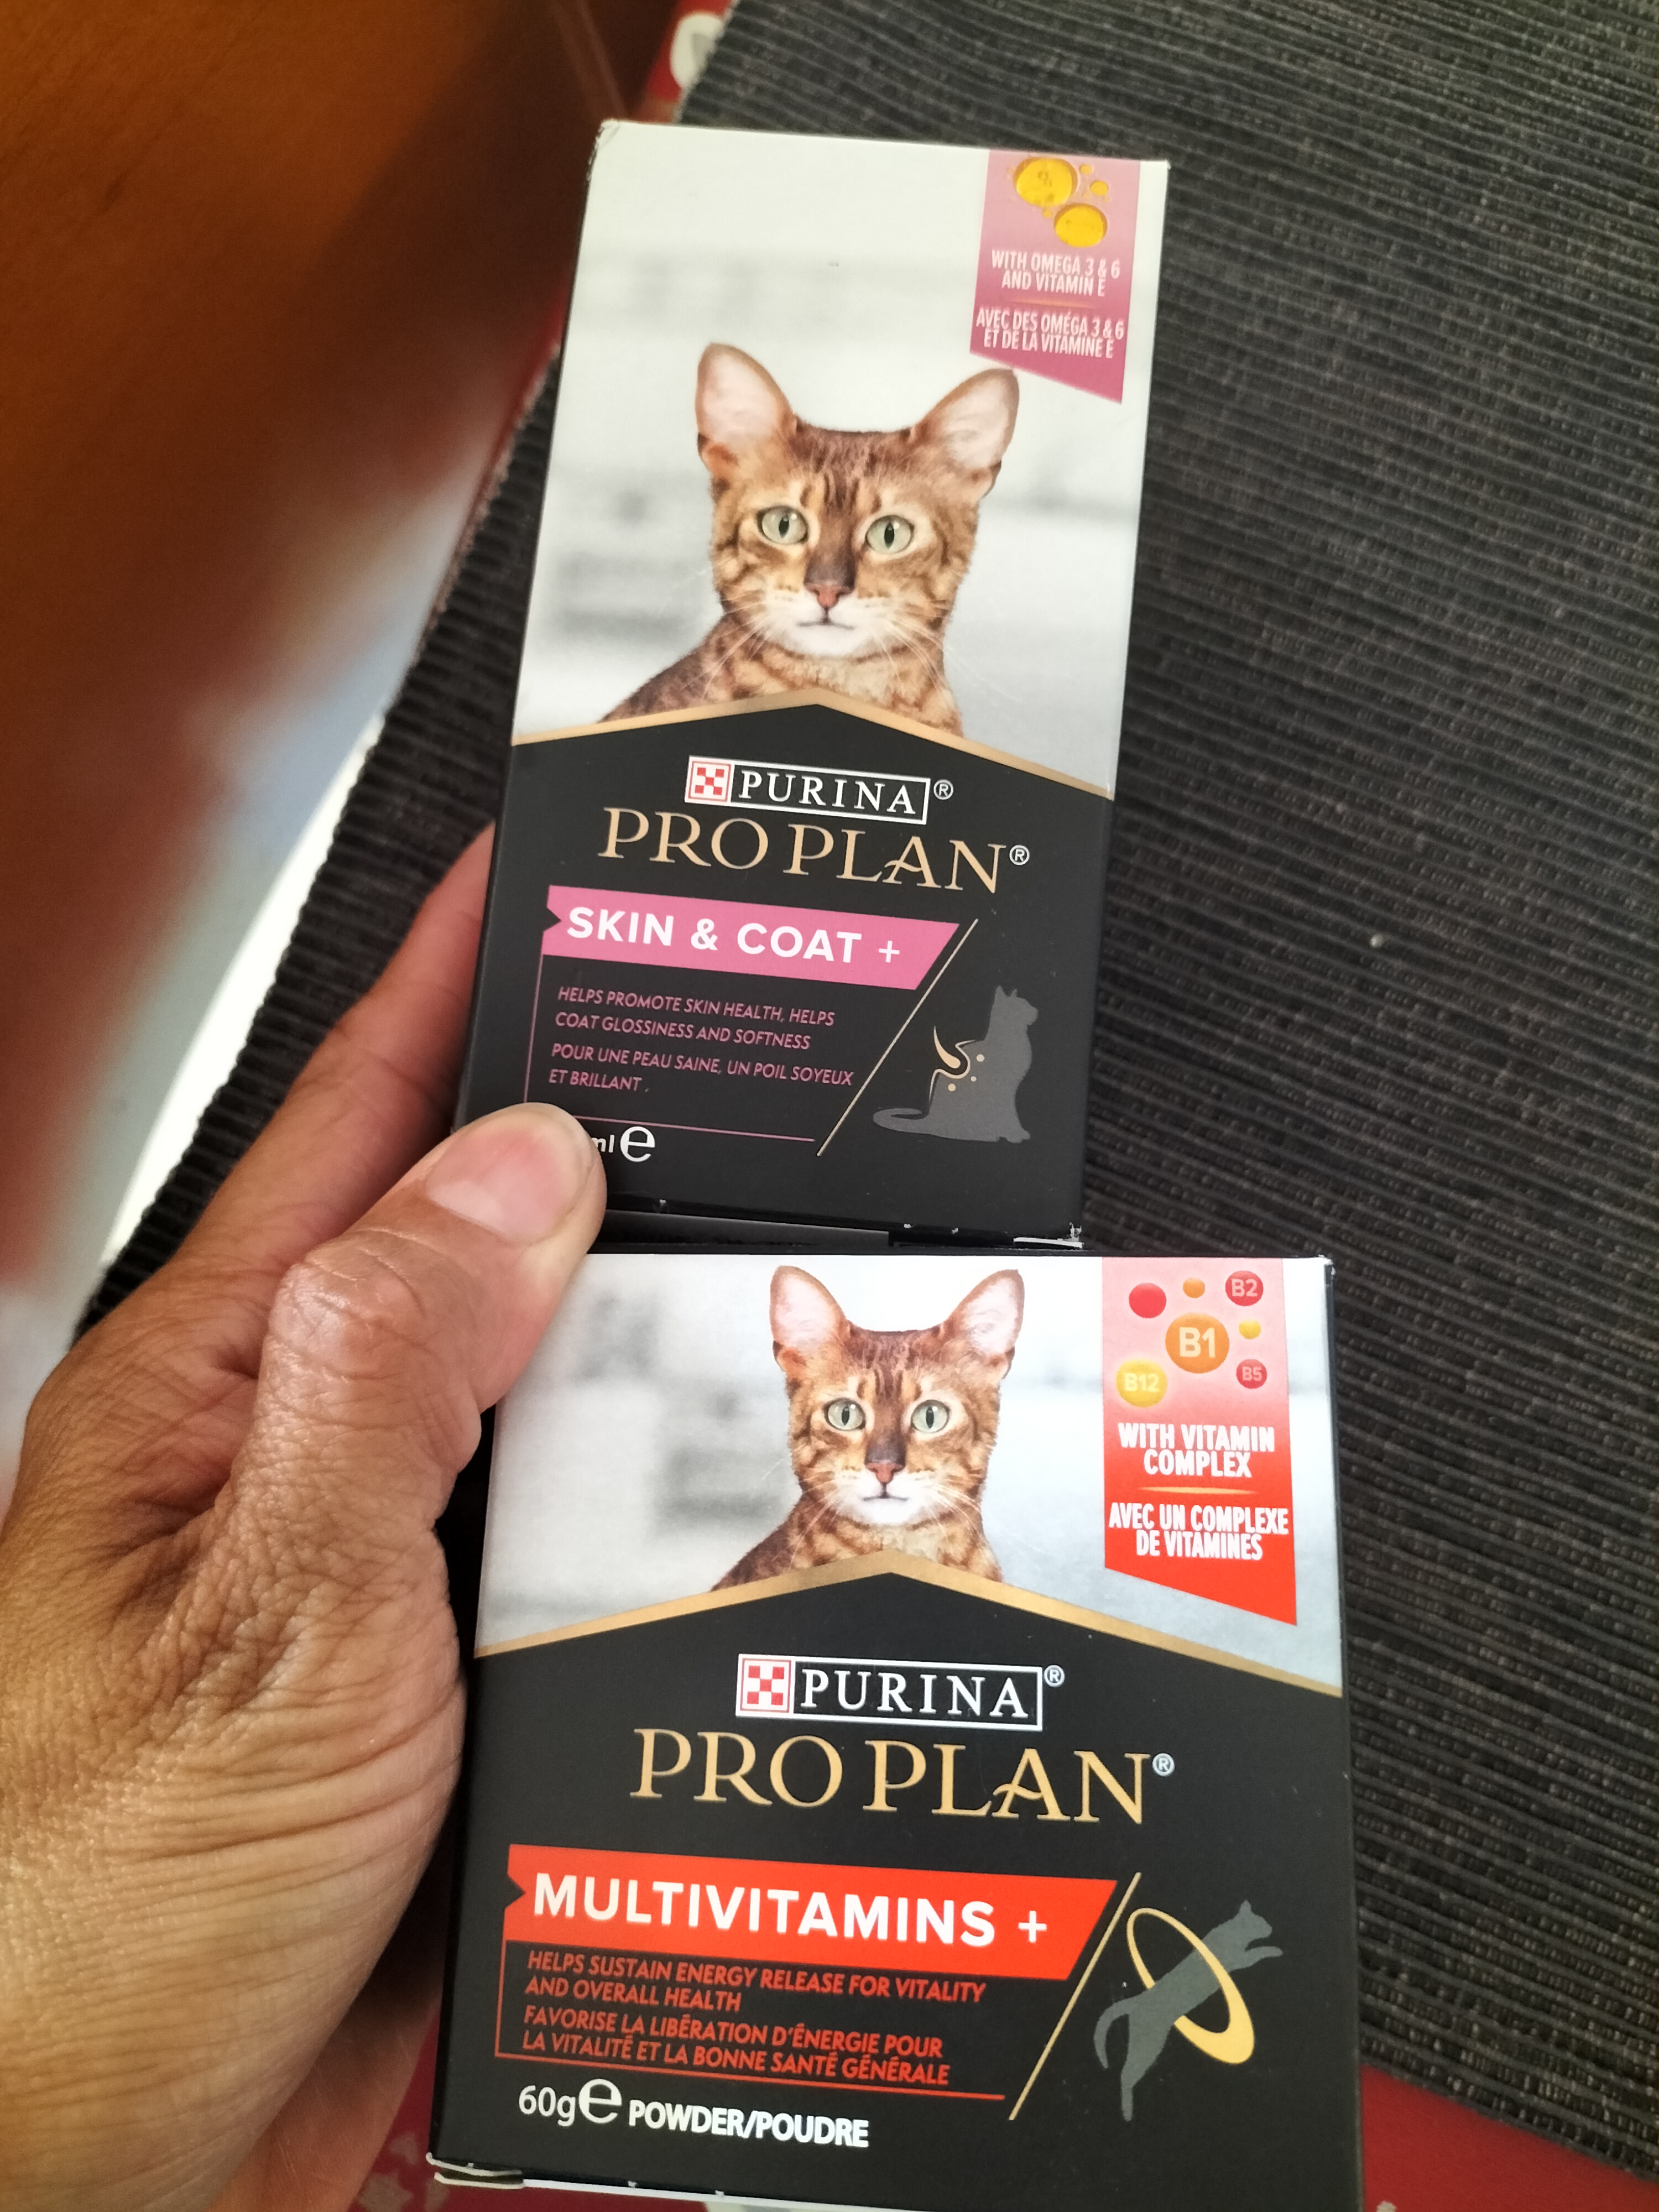 WITH OMEGA 3 & 6
AND VITAMIN E
AVEC DES OMÉGA 3 & 6
ET DE LA VITAMINE E
PURINA®
PRO PLAN®
SKIN & COAT +
HELPS PROMOTE SKIN HEALTH, HELPS
COAT GLOSSINESS AND SOFTNESS
POUR UNE PEAU SAINE, UN POIL SOYEUX
ET BRILLANT .
ml e
B2
B1
B12
B5
WITH VITAMIN
COMPLEX
AVEC UN COMPLEXE
DE VITAMINES
PURINA®
PRO PLAN®
MULTIVITAMINS +
HELPS SUSTAIN ENERGY RELEASE FOR VITALITY
AND OVERALL HEALTH
FAVORISE LA LIBÉRATION D'ÉNERGIE POUR
LA VITALITÉ ET LA BONNE SANTÉ GÉNÉRALE
60g e POWDER/POUDRE